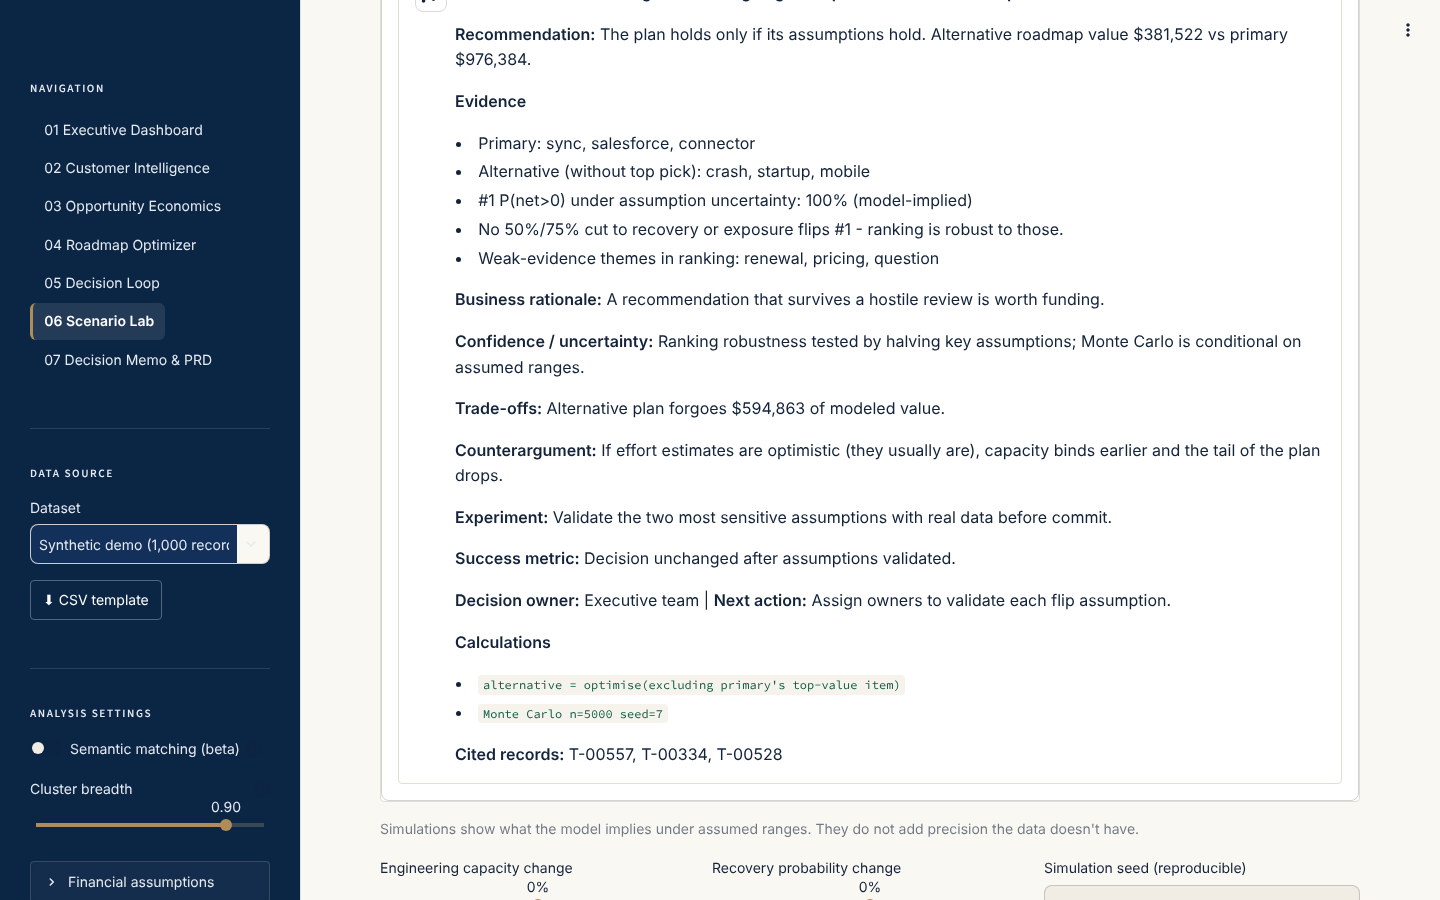 NAVIGATION
01 Executive Dashboard
02 Customer Intelligence
03 Opportunity Economics
04 Roadmap Optimizer
05 Decision Loop
06 Scenario Lab
07 Decision Memo & PRD
DATA SOURCE
Dataset
Synthetic demo (1,000 recor
⬇ CSV template
ANALYSIS SETTINGS
Semantic matching (beta)
Cluster breadth
0.90
Financial assumptions
Recommendation: The plan holds only if its assumptions hold. Alternative roadmap value $381,522 vs primary
$976,384.
Evidence
• Primary: sync, salesforce, connector
• Alternative (without top pick): crash, startup, mobile
• #1 P(net>0) under assumption uncertainty: 100% (model-implied)
• No 50%/75% cut to recovery or exposure flips #1 - ranking is robust to those.
• Weak-evidence themes in ranking: renewal, pricing, question
Business rationale: A recommendation that survives a hostile review is worth funding.
Confidence / uncertainty: Ranking robustness tested by halving key assumptions; Monte Carlo is conditional on
assumed ranges.
Trade-offs: Alternative plan forgoes $594,863 of modeled value.
Counterargument: If effort estimates are optimistic (they usually are), capacity binds earlier and the tail of the plan
drops.
Experiment: Validate the two most sensitive assumptions with real data before commit.
Success metric: Decision unchanged after assumptions validated.
Decision owner: Executive team | Next action: Assign owners to validate each flip assumption.
Calculations
• alternative = optimise(excluding primary's top-value item)
• Monte Carlo n=5000 seed=7
Cited records: T-00557, T-00334, T-00528
Simulations show what the model implies under assumed ranges. They do not add precision the data doesn't have.
Engineering capacity change
0%
Recovery probability change
0%
Simulation seed (reproducible)